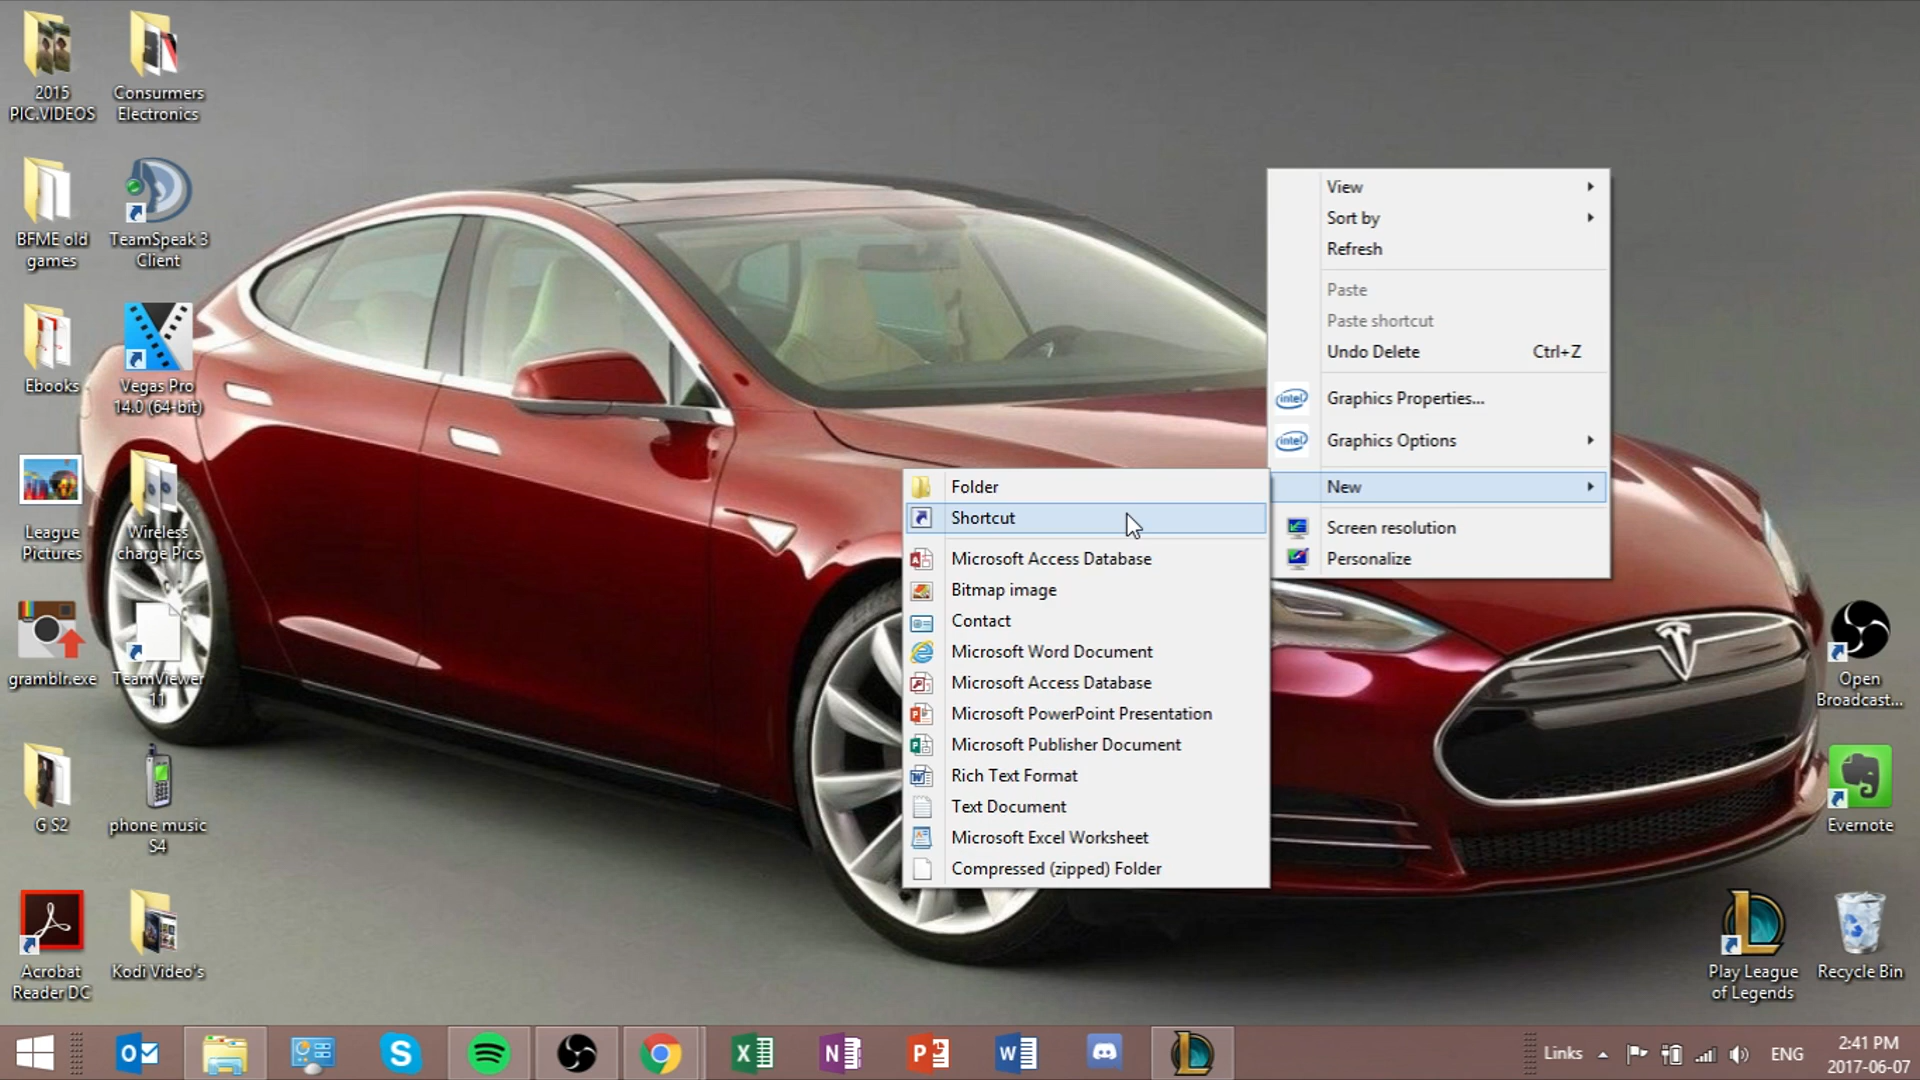 2015
PIC.VIDEOS
Consurmers
Electronics
BFME old
games
TeamSpeak 3
Client
Ebooks
Vegas Pro
14.0 (64-bit)
League
Pictures
Wireless
charge Pics
gramblr.exe
TeamViewer
11
G S2
phone music
S4
Acrobat
Reader DC
Kodi Video's
View
Sort by
Refresh
Paste
Paste shortcut
Undo Delete Ctrl+Z
intel Graphics Properties...
intel Graphics Options
New
Screen resolution
Personalize
Folder
Shortcut
Microsoft Access Database
Bitmap image
Contact
Microsoft Word Document
Microsoft Access Database
Microsoft PowerPoint Presentation
Microsoft Publisher Document
Rich Text Format
Text Document
Microsoft Excel Worksheet
Compressed (zipped) Folder
Open
Broadcast...
Evernote
Play League
of Legends
Recycle Bin
Links
ENG
2:41 PM
2017-06-07